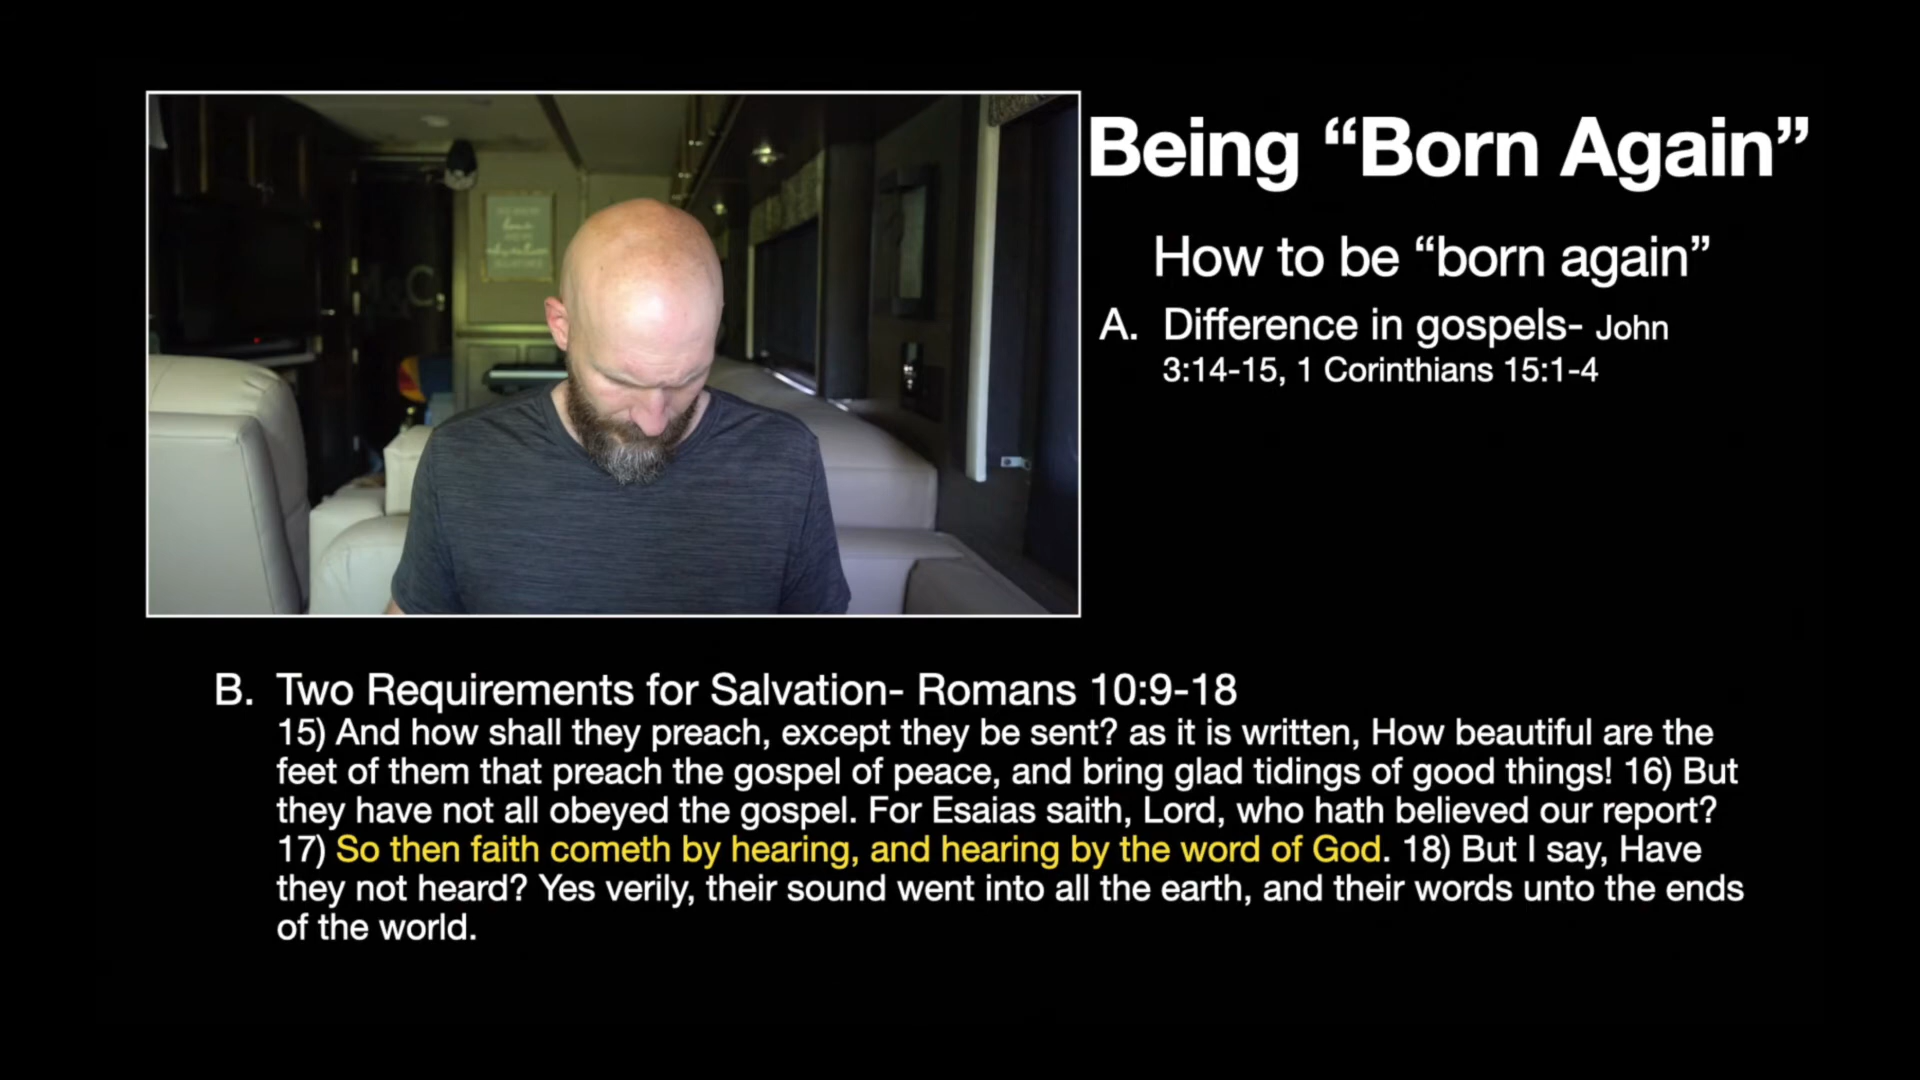 Being “Born Again”
How to be “born again”
A. Difference in gospels- John
3:14-15, 1 Corinthians 15:1-4
home
B. Two Requirements for Salvation- Romans 10:9-18
15) And how shall they preach, except they be sent? as it is written, How beautiful are the
feet of them that preach the gospel of peace, and bring glad tidings of good things! 16) But
they have not all obeyed the gospel. For Esaias saith, Lord, who hath believed our report?
17) So then faith cometh by hearing, and hearing by the word of God. 18) But I say, Have
they not heard? Yes verily, their sound went into all the earth, and their words unto the ends
of the world.